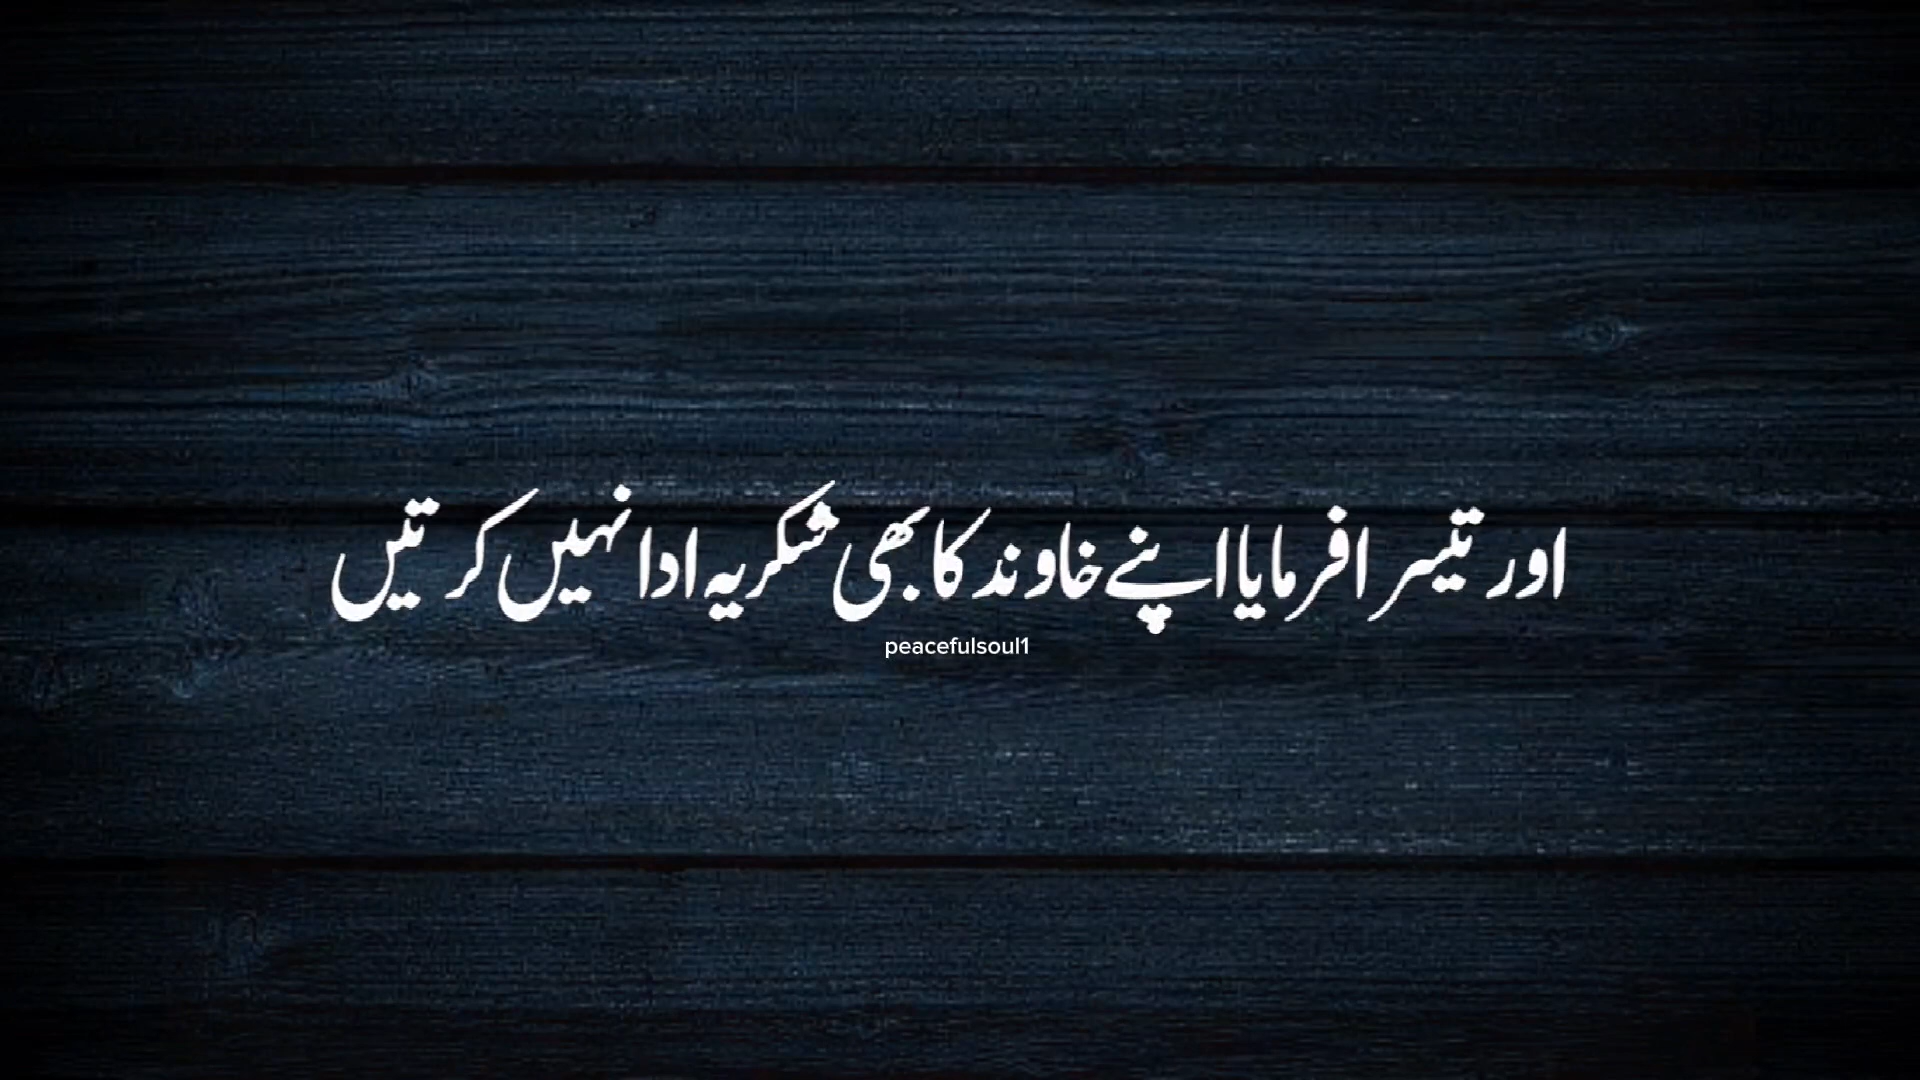 اور تیسرا فرمایا اپنے خاوند کا بھی شکریہ ادا نہیں کرتیں
peacefulsoul1